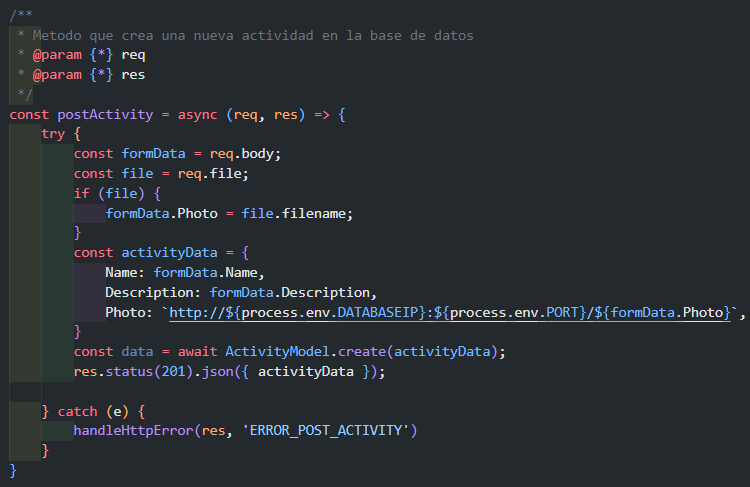 /**
 * Metodo que crea una nueva actividad en la base de datos
 * @param {*} req
 * @param {*} res
 */
const postActivity = async (req, res) => {
    try {
        const formData = req.body;
        const file = req.file;
        if (file) {
            formData.Photo = file.filename;
        }
        const activityData = {
            Name: formData.Name,
            Description: formData.Description,
            Photo: `http://${process.env.DATABASEIP}:${process.env.PORT}/${formData.Photo}`,
        }
        const data = await ActivityModel.create(activityData);
        res.status(201).json({ activityData });

    } catch (e) {
        handleHttpError(res, 'ERROR_POST_ACTIVITY')
    }
}